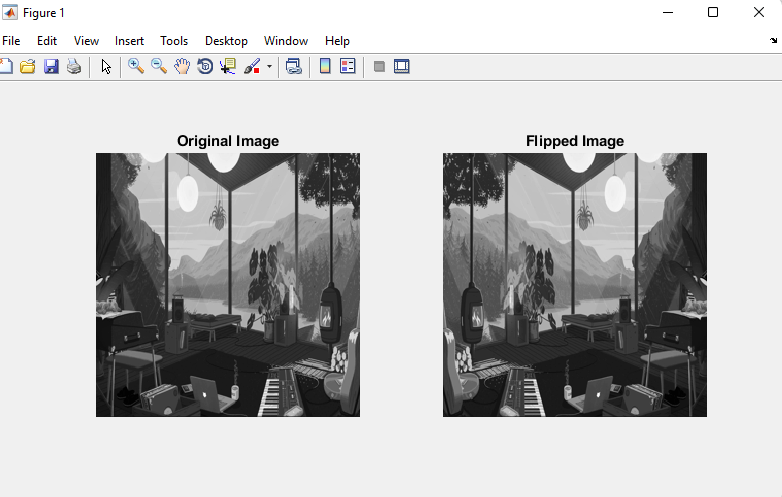 Figure 1
File Edit View Insert Tools Desktop Window Help
Original Image Flipped Image